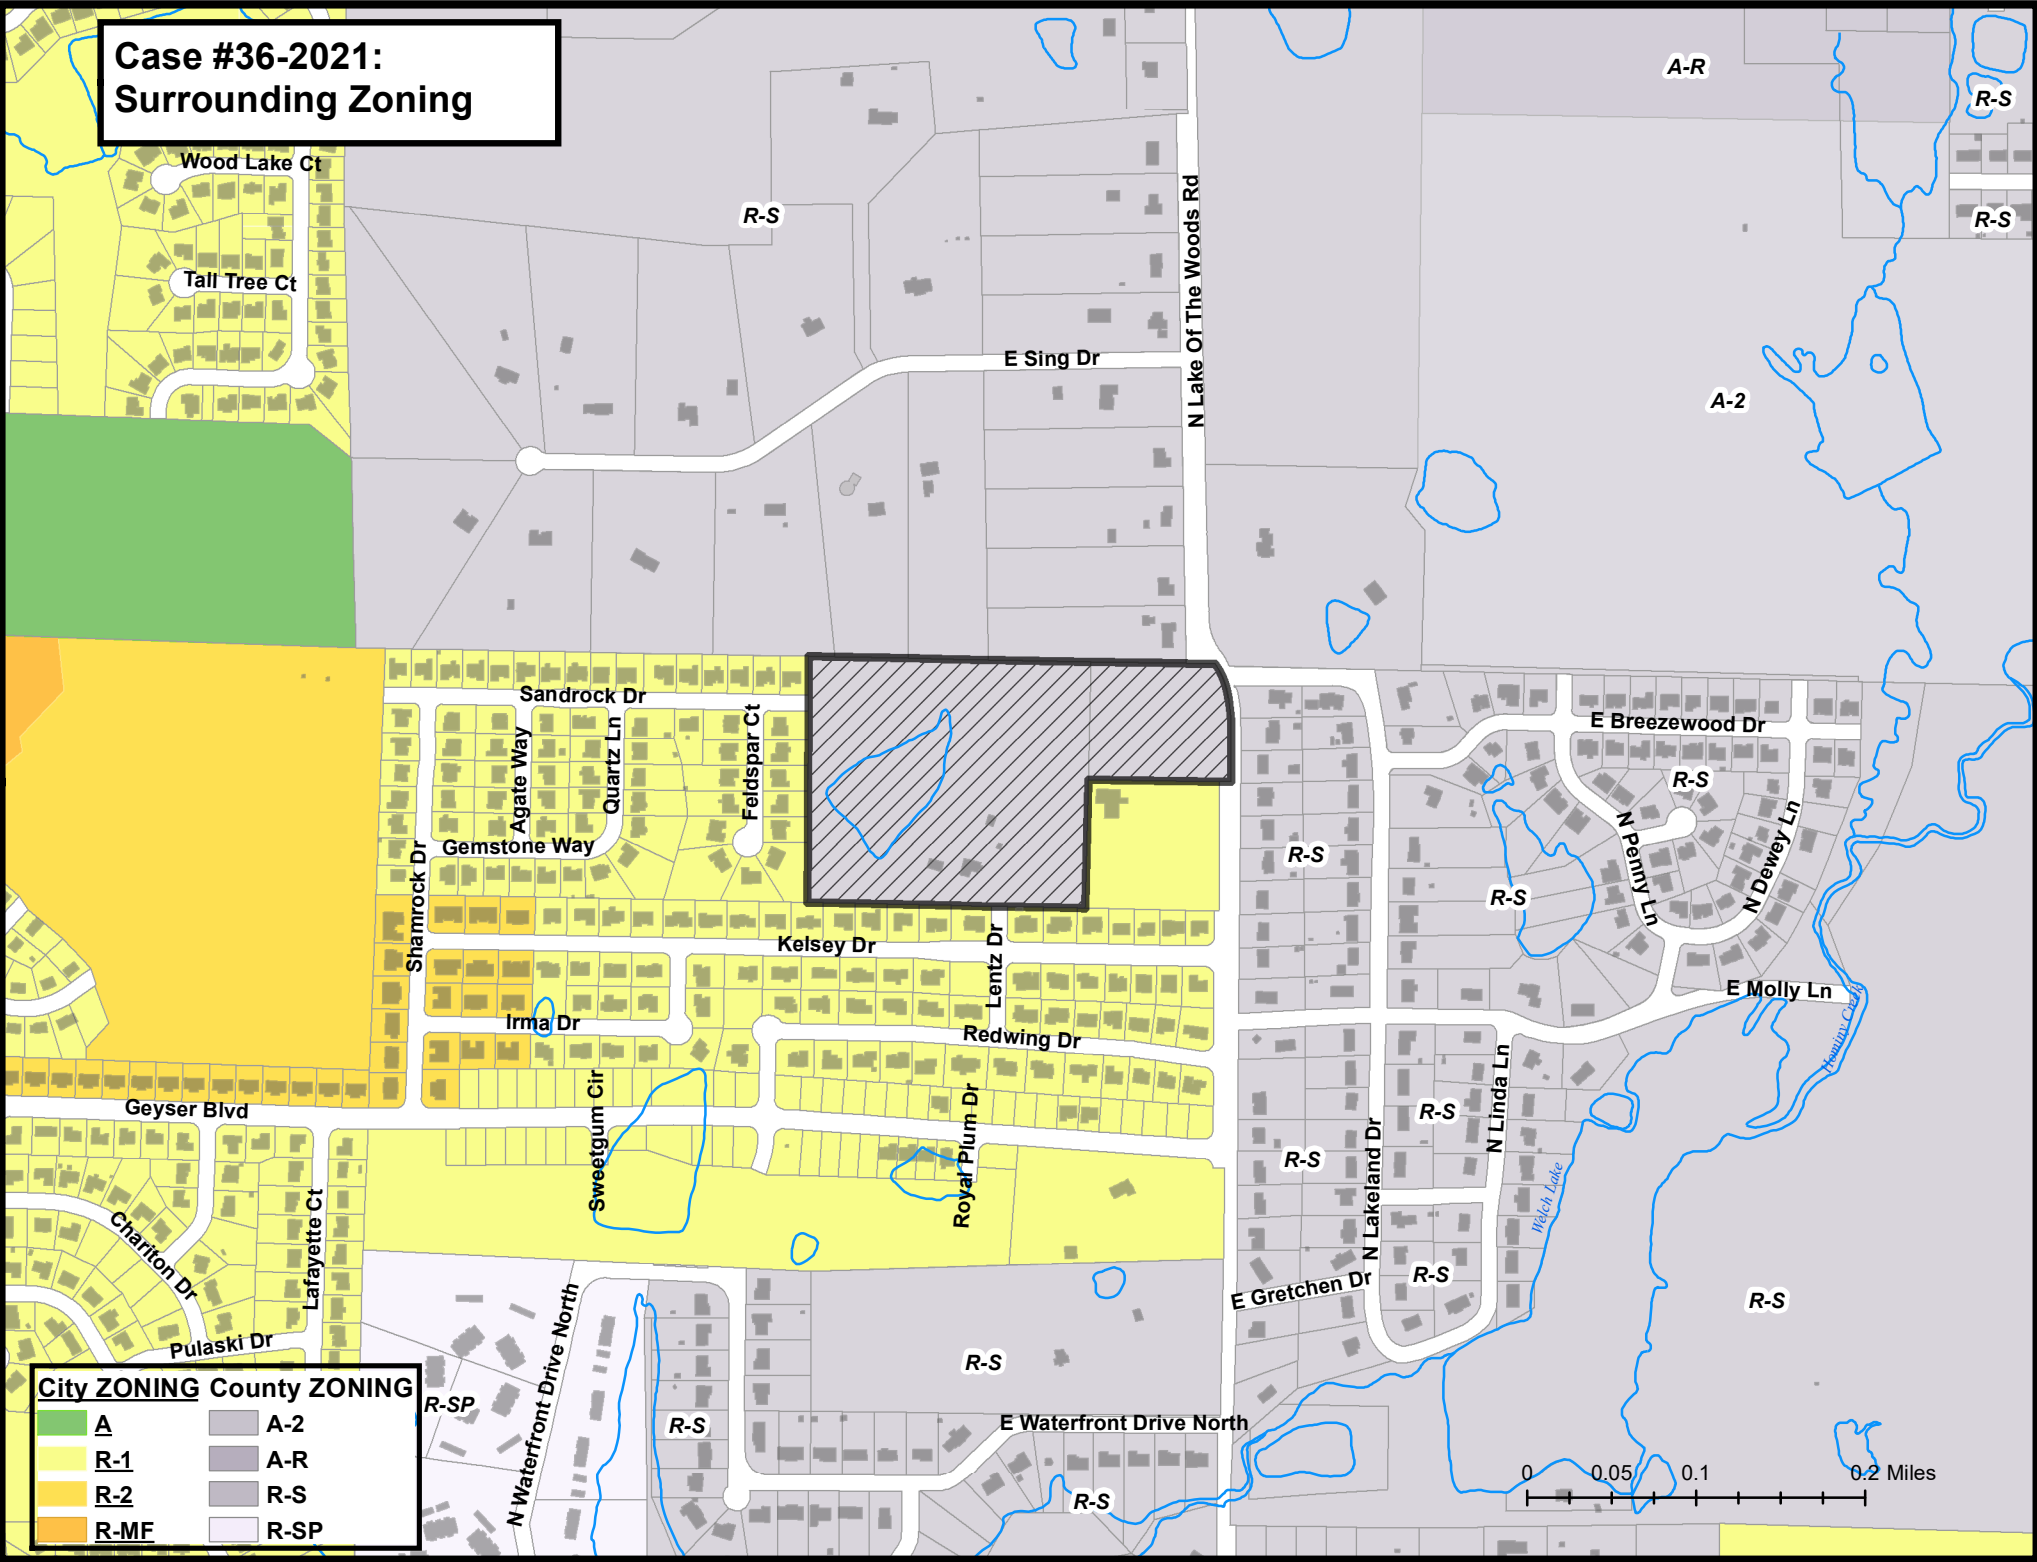 Case #36-2021:
Surrounding Zoning
A-R
R-S
Wood Lake Ct
R-S
R-S
Tall Tree Ct
N Lake Of The Woods Rd
E Sing Dr
A-2
Sandrock Dr
E Breezewood Dr
Agate Way
Quartz Ln
Feldspar Ct
R-S
Gemstone Way
R-S
N Penny Ln
N Dewey Ln
R-S
Shamrock Dr
Kelsey Dr
Lentz Dr
E Molly Ln
Irma Dr
Redwing Dr
Hominy Creek
Sweetgum Cir
Geyser Blvd
Royal Plum Dr
R-S
N Linda Ln
R-S
N Lakeland Dr
Welch Lake
Lafayette Ct
Chariton Dr
E Gretchen Dr
R-S
R-S
Pulaski Dr
N Waterfront Drive North
R-S
R-SP
R-S
E Waterfront Drive North
R-S
City ZONING County ZONING
A A-2
R-1 A-R
R-2 R-S
R-MF R-SP
0 0.05 0.1 0.2 Miles